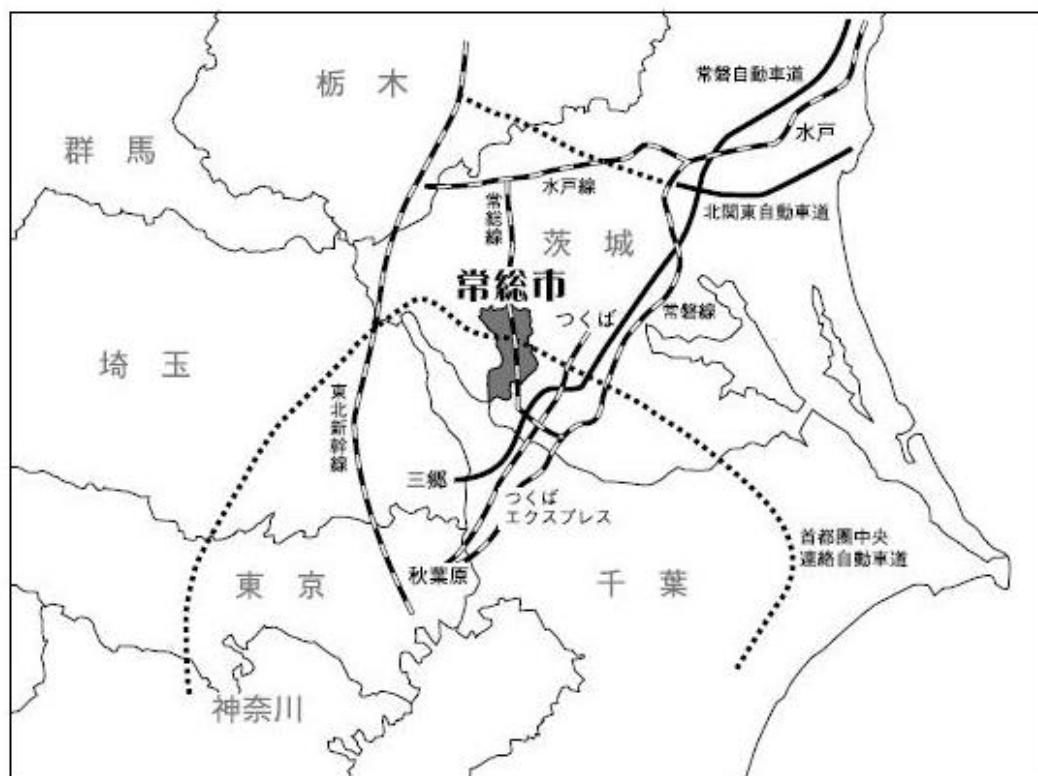 栃木
常磐自動車道
群馬
水戸
水戸線
北関東自動車道
常総線
茨城
常総市
つくば
常磐線
埼玉
東北新幹線
三郷
つくば
エクスプレス
首都圏中央
連絡自動車道
秋葉原
東京
千葉
神奈川